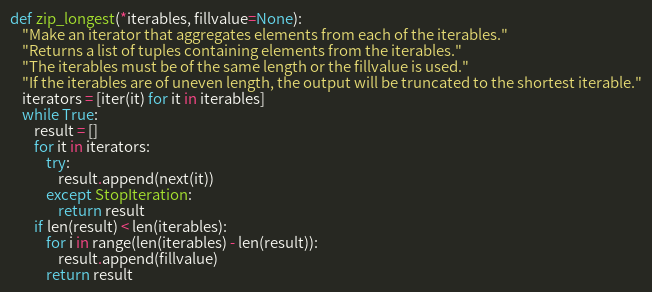 def zip_longest(*iterables, fillvalue=None):
"Make an iterator that aggregates elements from each of the iterables."
"Returns a list of tuples containing elements from the iterables."
"The iterables must be of the same length or the fillvalue is used."
"If the iterables are of uneven length, the output will be truncated to the shortest iterable."
iterators = [iter(it) for it in iterables]
while True:
result = []
for it in iterators:
try:
result.append(next(it))
except StopIteration:
return result
if len(result) < len(iterables):
for i in range(len(iterables) - len(result)):
result.append(fillvalue)
return result